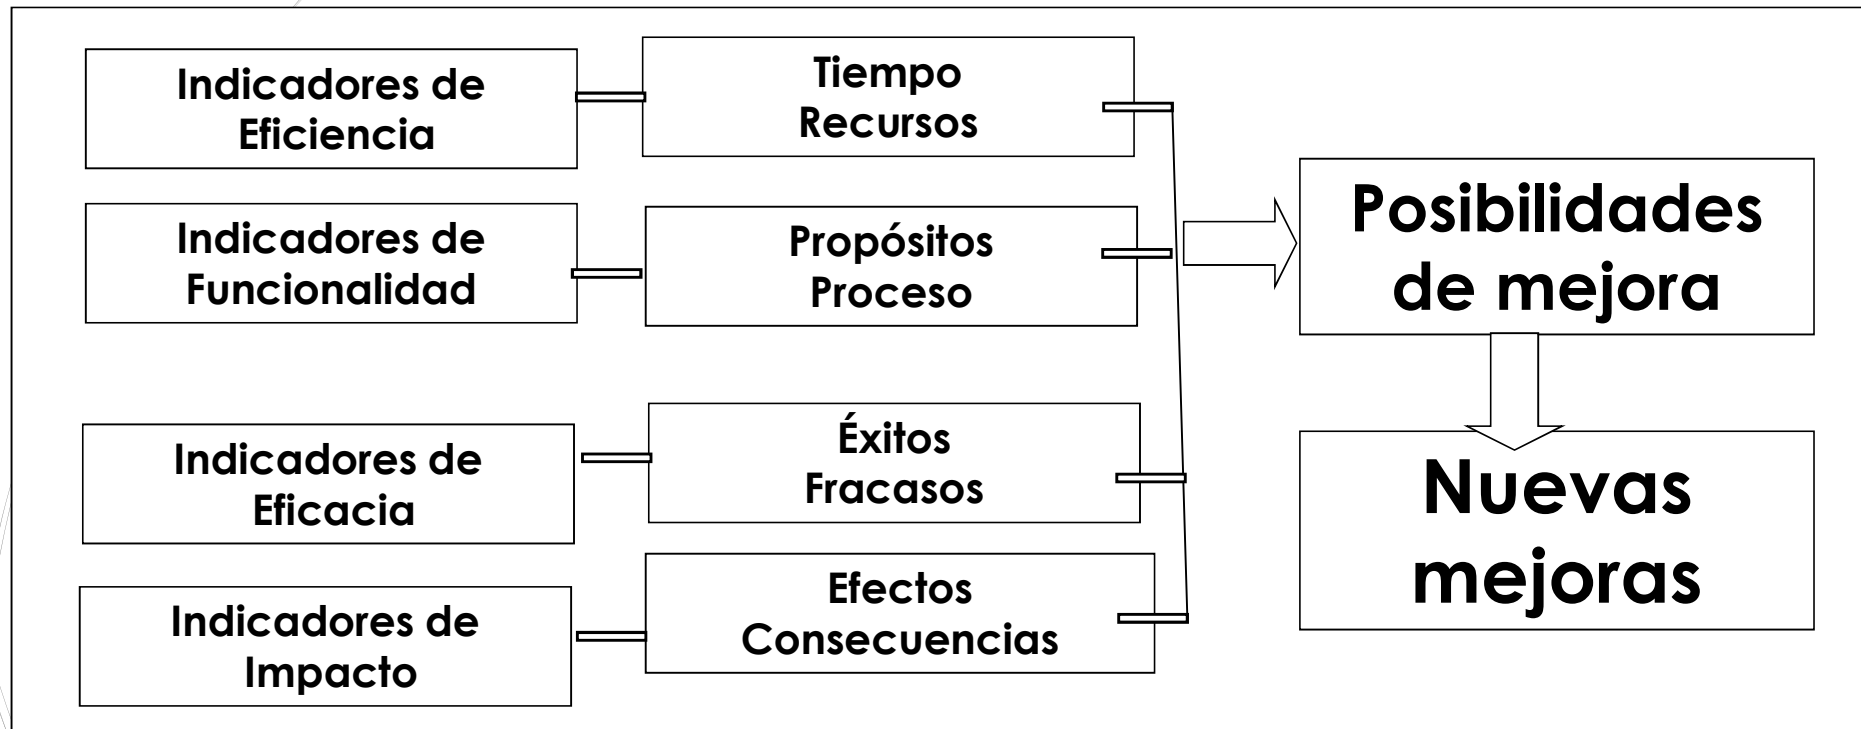 Indicadores de
Eficiencia
Tiempo
Recursos
Indicadores de
Funcionalidad
Propósitos
Proceso
Indicadores de
Eficacia
Éxitos
Fracasos
Indicadores de
Impacto
Efectos
Consecuencias
Posibilidades
de mejora
Nuevas
mejoras